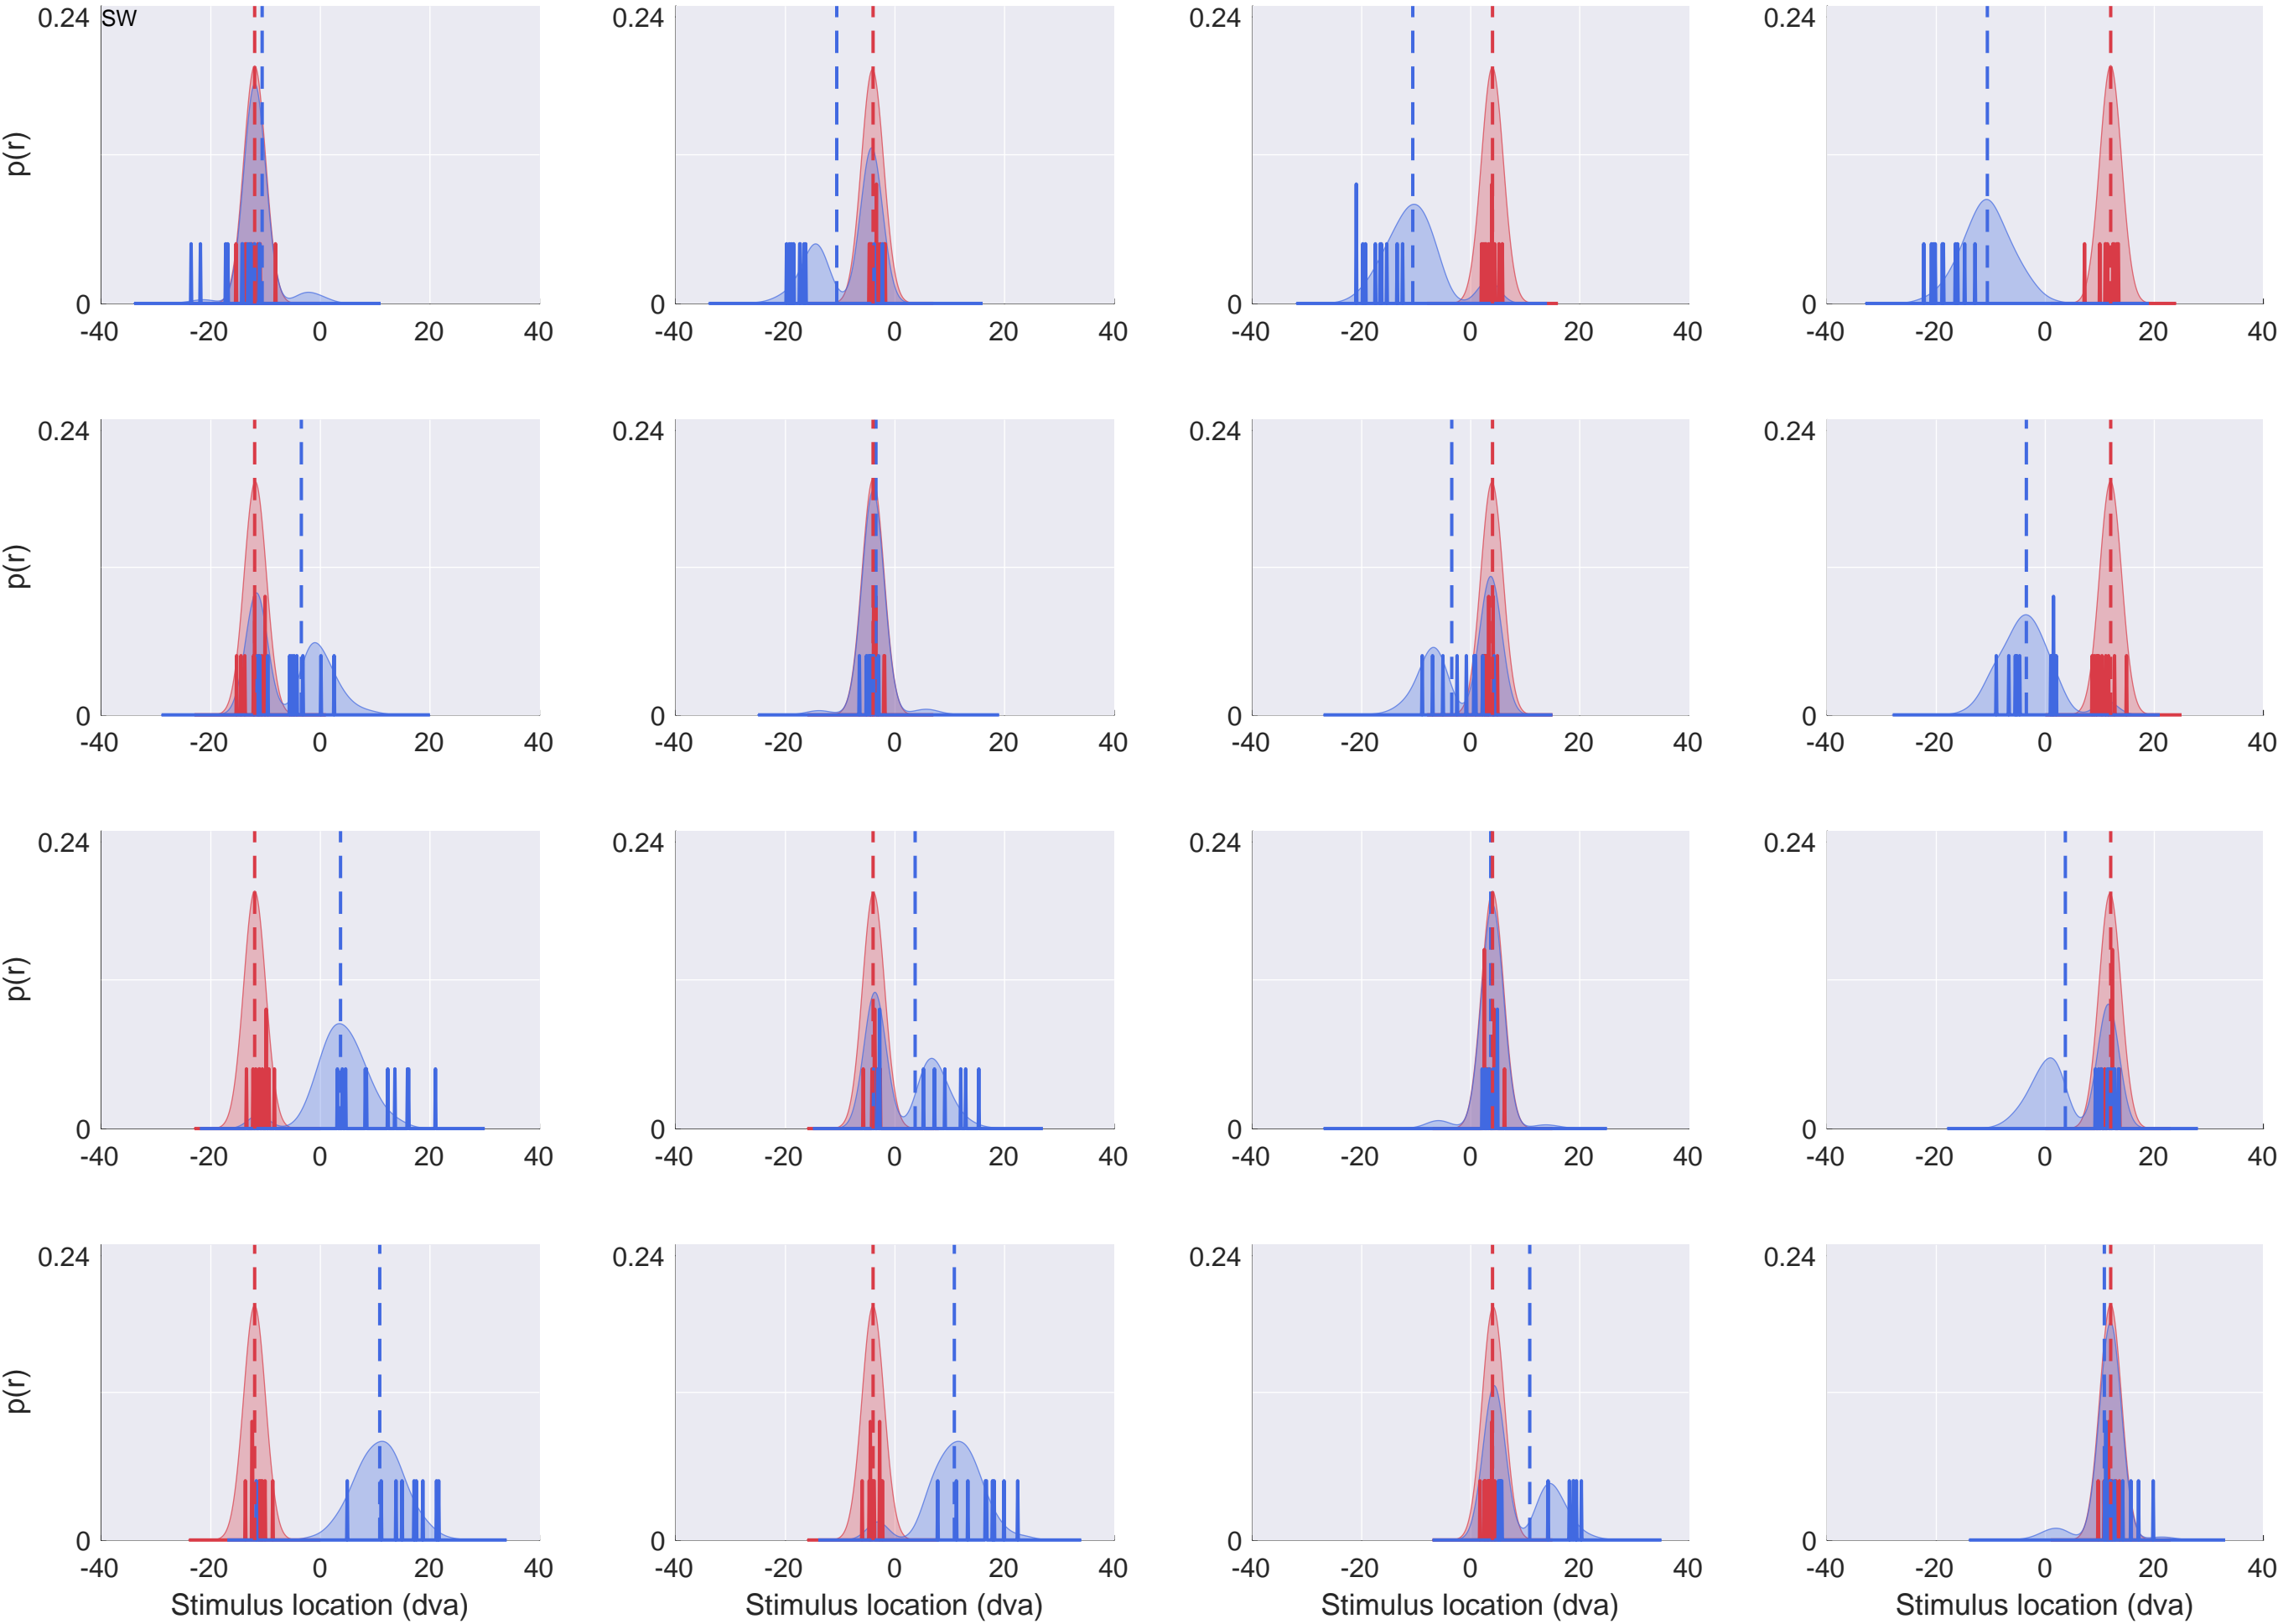 0.24 SW 0.24 0.24 0.24
p(r)
0 0 0 0
-40 -20 0 20 40 -40 -20 0 20 40 -40 -20 0 20 40 -40 -20 0 20 40
0.24 0.24 0.24 0.24
p(r)
0 0 0 0
-40 -20 0 20 40 -40 -20 0 20 40 -40 -20 0 20 40 -40 -20 0 20 40
0.24 0.24 0.24 0.24
p(r)
0 0 0 0
-40 -20 0 20 40 -40 -20 0 20 40 -40 -20 0 20 40 -40 -20 0 20 40
0.24 0.24 0.24 0.24
p(r)
0 0 0 0
-40 -20 0 20 40 -40 -20 0 20 40 -40 -20 0 20 40 -40 -20 0 20 40
Stimulus location (dva) Stimulus location (dva) Stimulus location (dva) Stimulus location (dva)